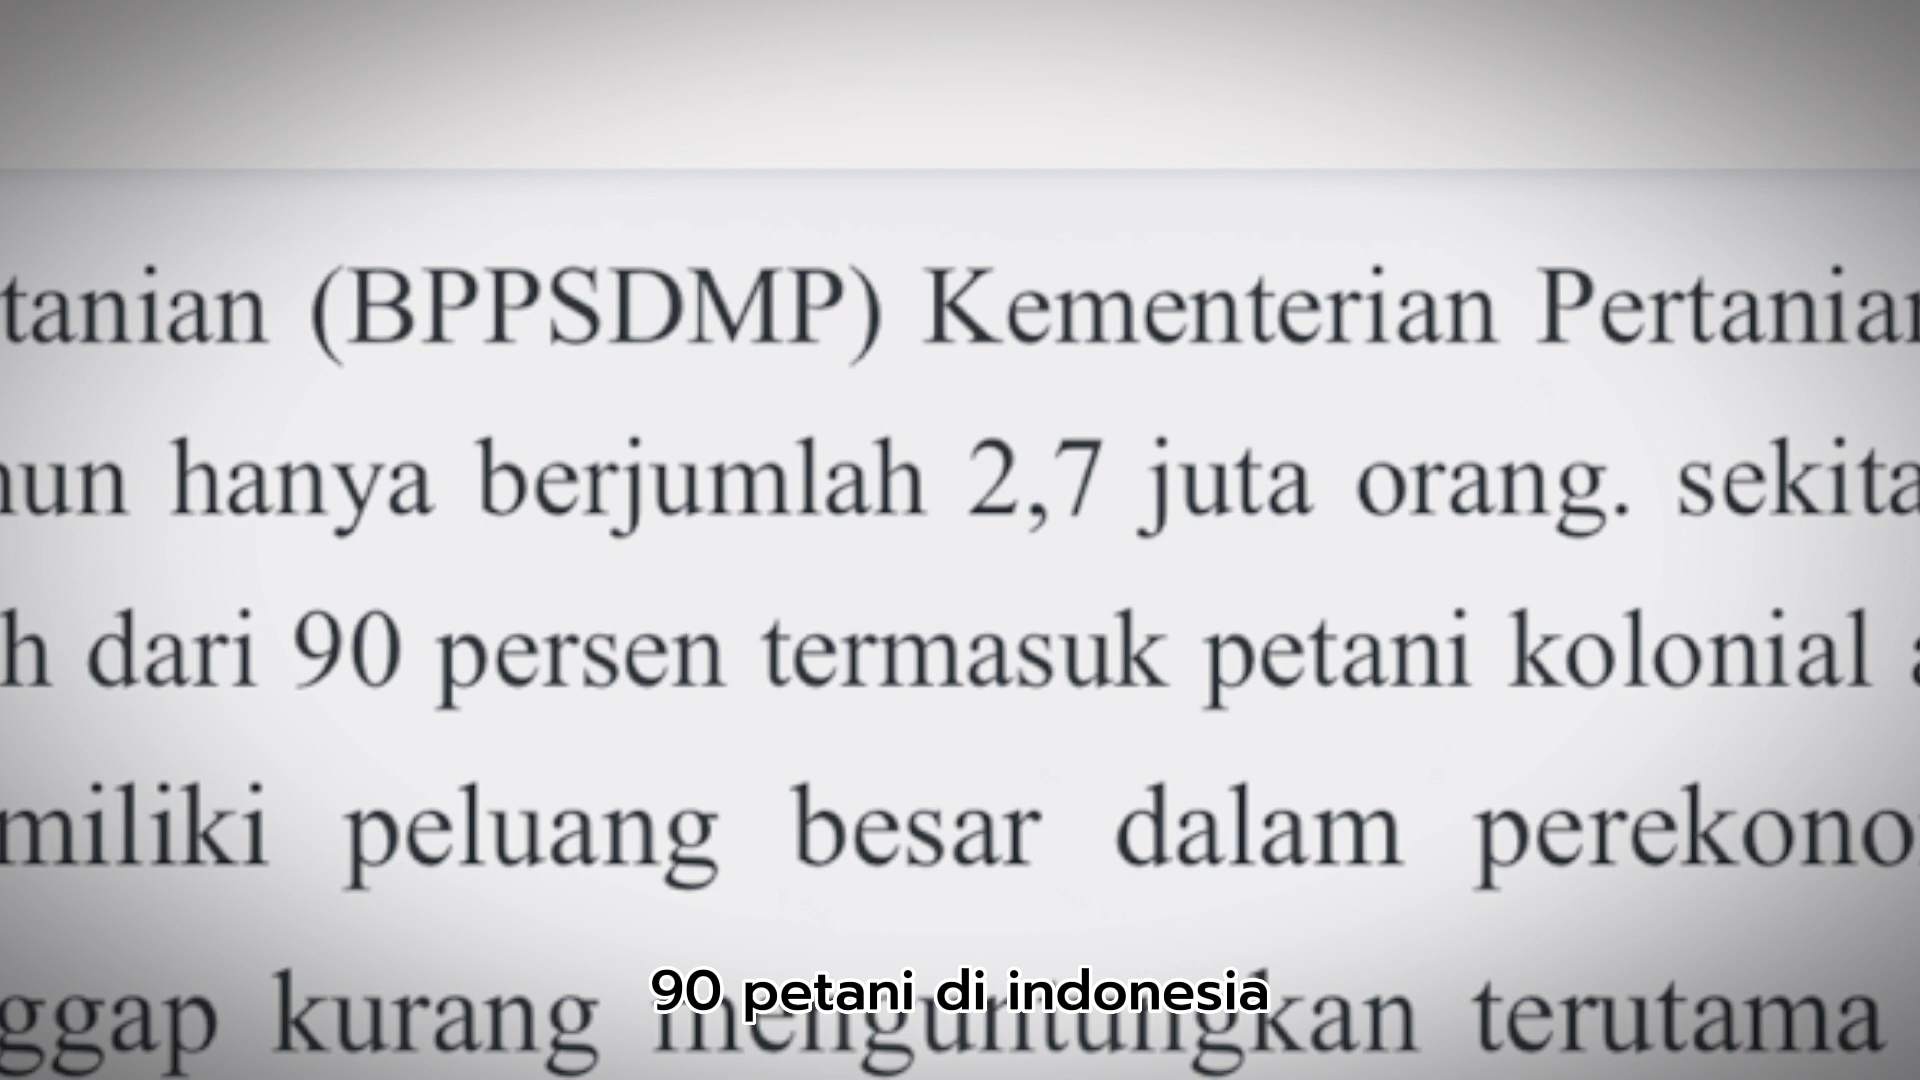 tanian (BPPSDMP) Kementerian Pertanian
hun hanya berjumlah 2,7 juta orang. sekita
h dari 90 persen termasuk petani kolonial a
miliki peluang besar dalam perekono
ggap kurang menguntungkan terutama
90 petani di indonesia